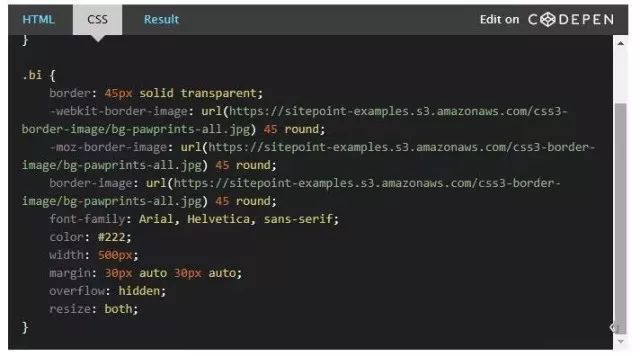 HTML CSS Result Edit on CODEPEN
}
.bi {
border: 45px solid transparent;
-webkit-border-image: url(https://sitepoint-examples.s3.amazonaws.com/css3-
border-image/bg-pawprints-all.jpg) 45 round;
-moz-border-image: url(https://sitepoint-examples.s3.amazonaws.com/css3-border-
image/bg-pawprints-all.jpg) 45 round;
border-image: url(https://sitepoint-examples.s3.amazonaws.com/css3-border-
image/bg-pawprints-all.jpg) 45 round;
font-family: Arial, Helvetica, sans-serif;
color: #222;
width: 500px;
margin: 30px auto 30px auto;
overflow: hidden;
resize: both;
}